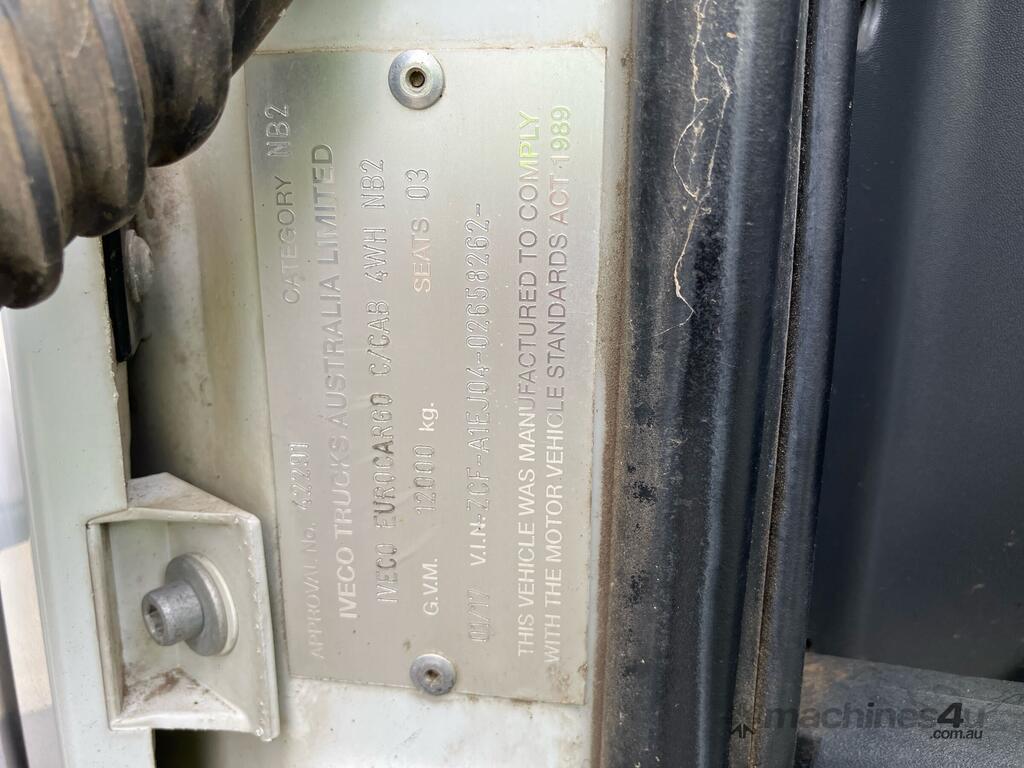 APPROVAL No. 42201 CATEGORY NB2
IVECO TRUCKS AUSTRALIA LIMITED
IVECO EUROCARGO C/CAB 4WH NB2
G.V.M. 12000 kg. SEATS 03
01/17 V.I.N. ZCF-A1EJ04-02658262-
THIS VEHICLE WAS MANUFACTURED TO COMPLY
WITH THE MOTOR VEHICLE STANDARDS ACT 1989
machines4u
.com.au